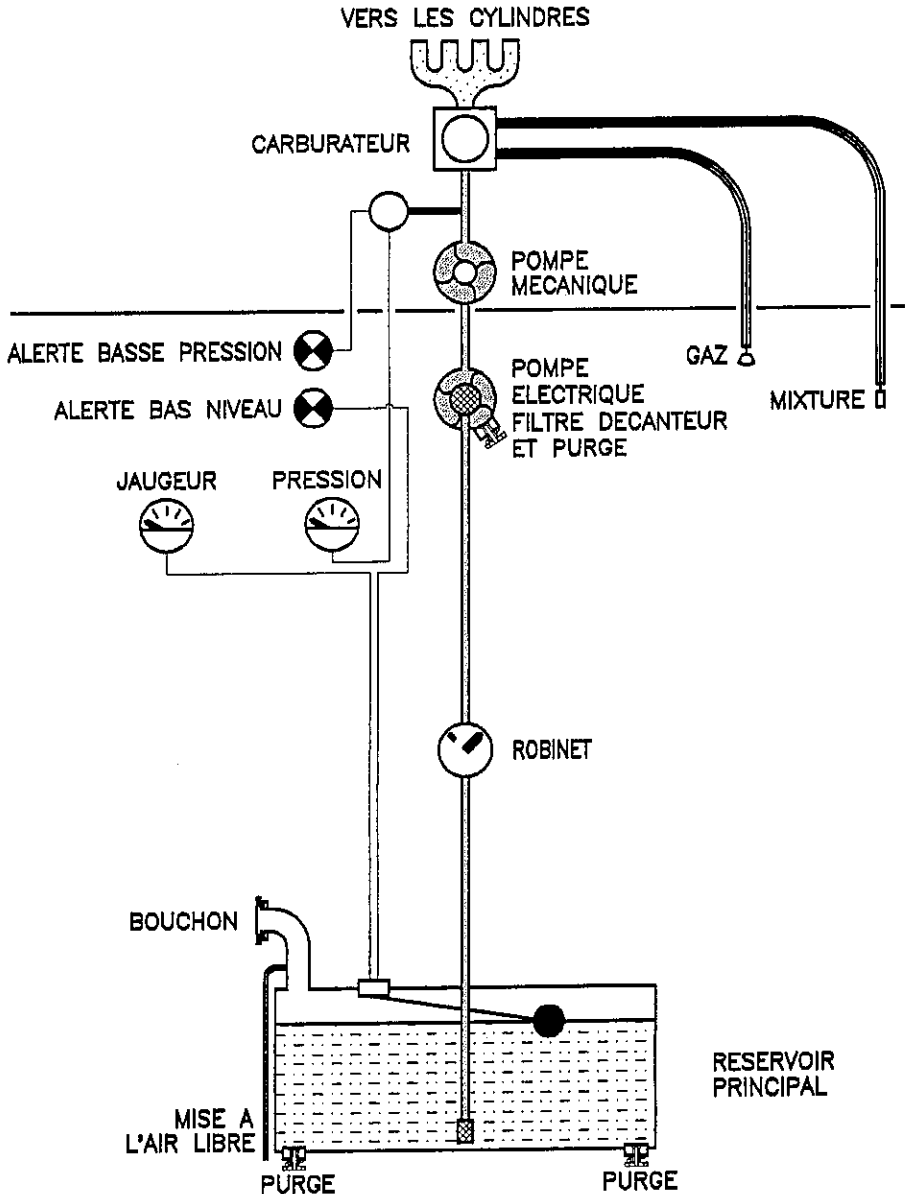 VERS LES CYLINDRES
CARBURATEUR
POMPE
MECANIQUE
ALERTE BASSE PRESSION
GAZ
POMPE
ELECTRIQUE
FILTRE DECANTEUR
ET PURGE
MIXTURE
ALERTE BAS NIVEAU
JAUGEUR
PRESSION
ROBINET
BOUCHON
RESERVOIR
PRINCIPAL
MISE A
L'AIR LIBRE
PURGE
PURGE